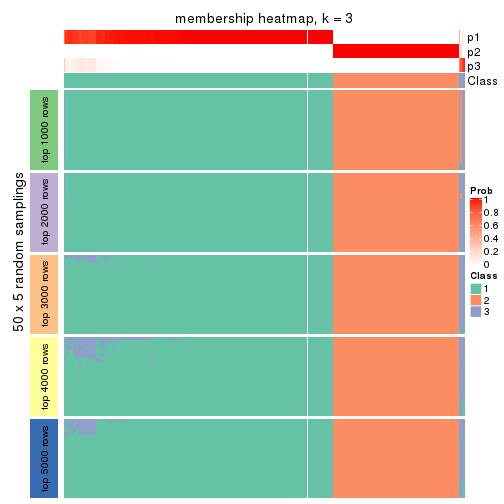 membership heatmap, k = 3
p1
p2
p3
Class
50 x 5 random samplings
top 1000 rows
top 2000 rows
top 3000 rows
top 4000 rows
top 5000 rows
Prob
1
0.8
0.6
0.4
0.2
0
Class
1
2
3